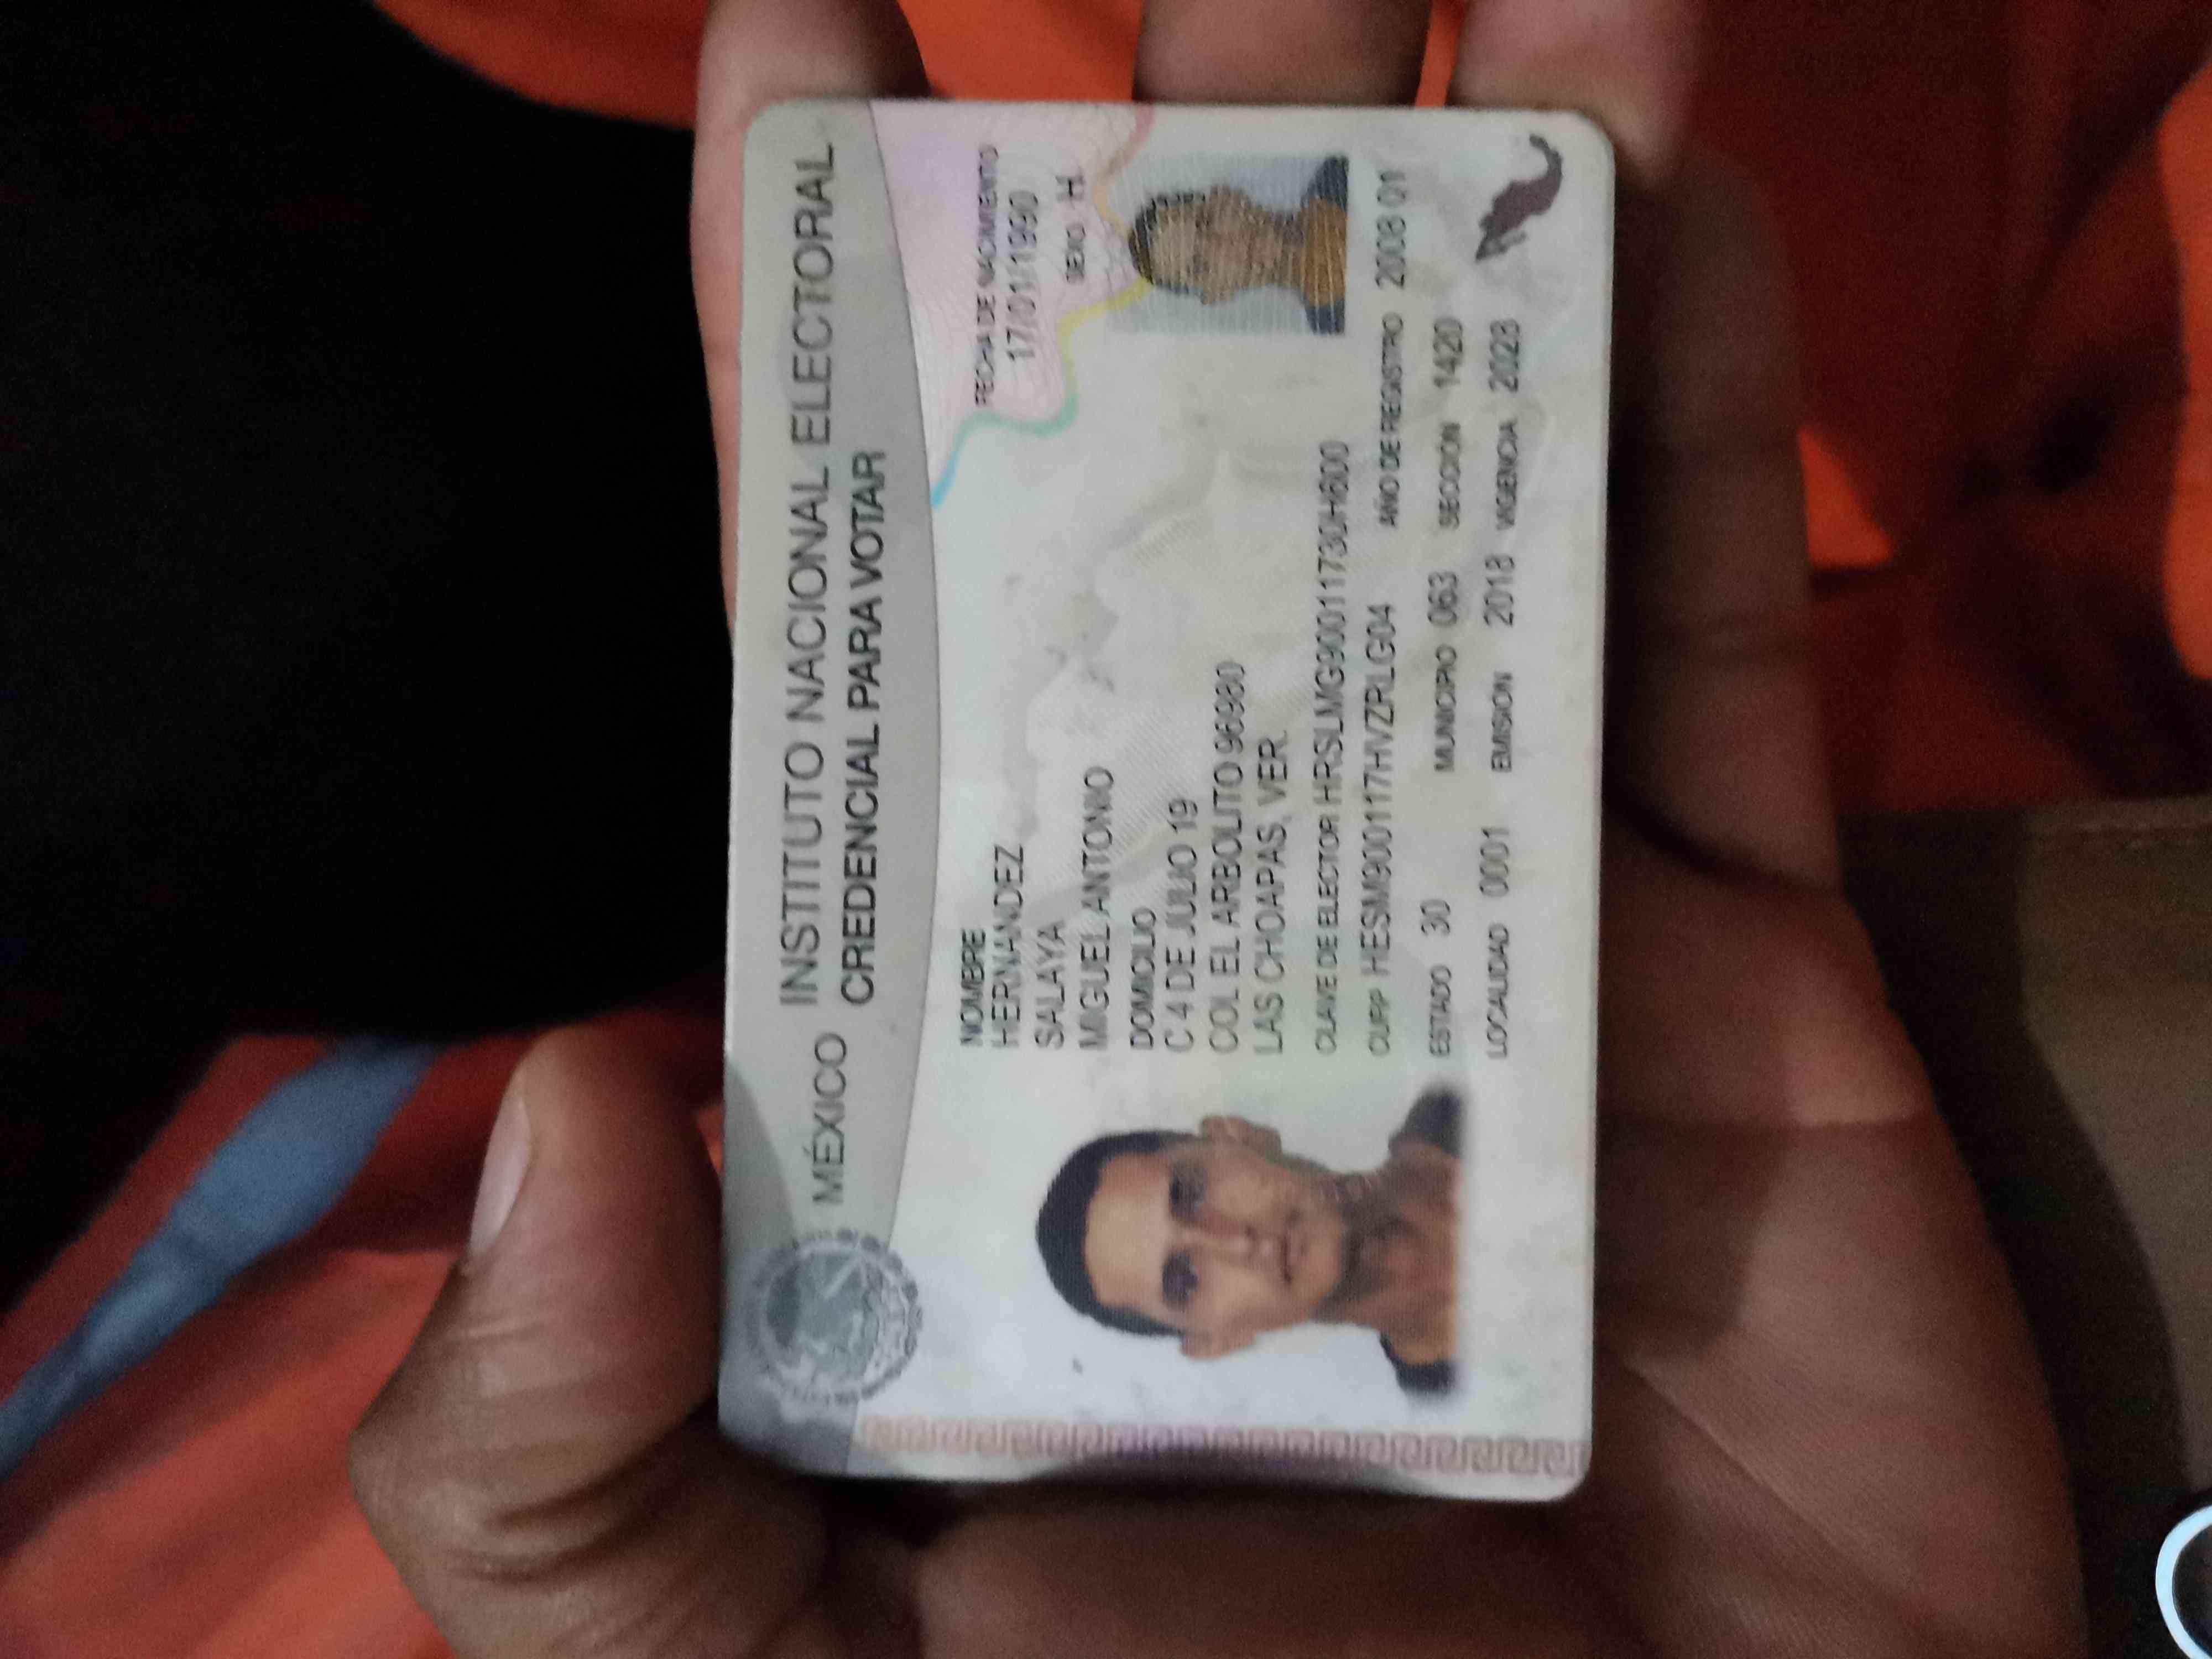 MÉXICO INSTITUTO NACIONAL ELECTORAL
CREDENCIAL PARA VOTAR
NOMBRE
HERNANDEZ
SALAYA
MIGUEL ANTONIO
FECHA DE NACIMIENTO
17/01/1990
SEXO H
DOMICILIO
C 4 DE JULIO 19
COL EL ARBOLITO 96980
LAS CHOAPAS, VER.
CLAVE DE ELECTOR HRSLMG90011730H600
CURP HESM900117HVZRLG04
AÑO DE REGISTRO 2008 01
ESTADO 30 MUNICIPIO 063 SECCIÓN 1420
LOCALIDAD 0001 EMISIÓN 2018 VIGENCIA 2028